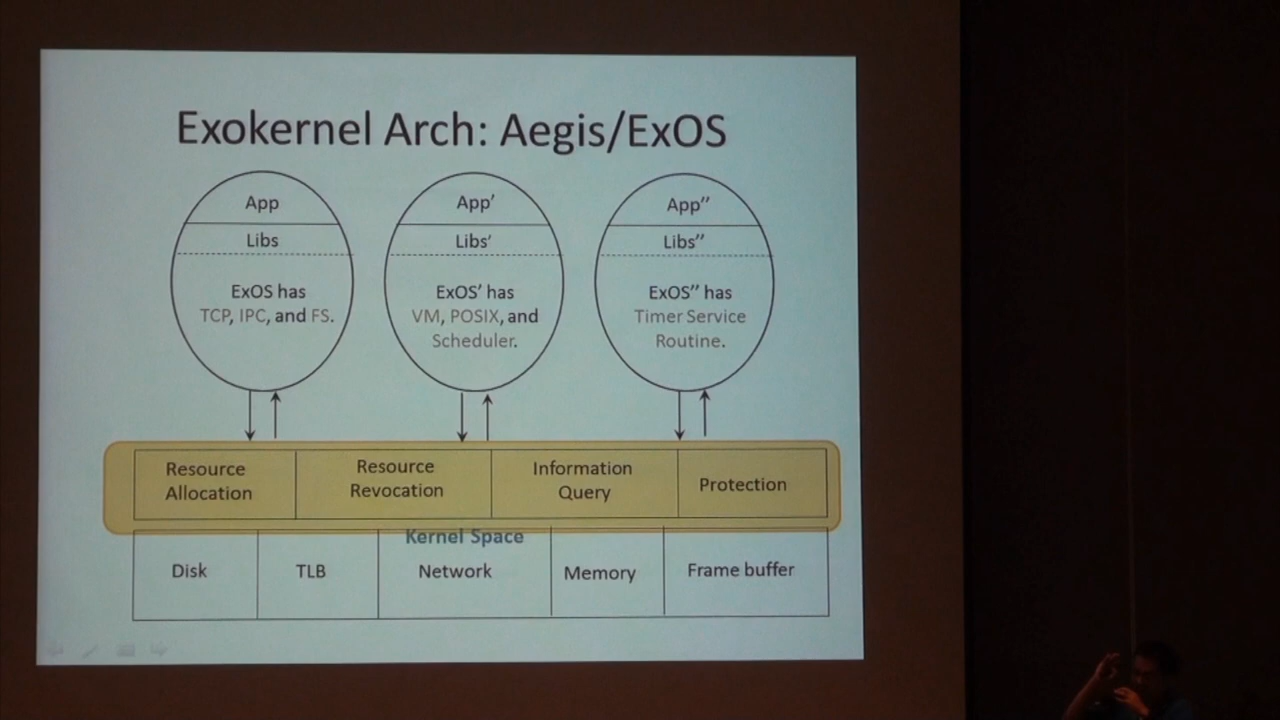 Exokernel Arch: Aegis/ExOS
App
Libs
ExOS has
TCP, IPC, and FS.
App'
Libs'
ExOS' has
VM, POSIX, and
Scheduler.
App''
Libs''
ExOS'' has
Timer Service
Routine.
Resource
Allocation
Resource
Revocation
Information
Query
Protection
Kernel Space
Disk
TLB
Network
Memory
Frame buffer